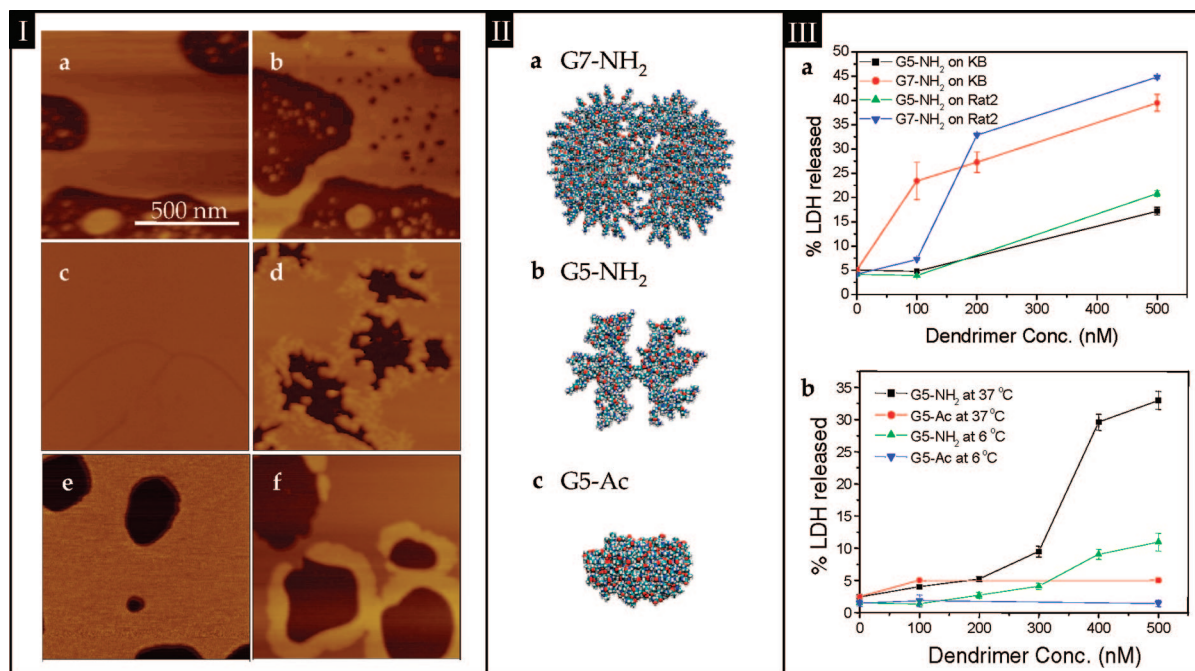 I
a
b
500 nm
c
d
e
f
II
a G7-NH₂
b G5-NH₂
c G5-Ac
III
a
50
45
40
35
30
25
20
15
10
5
0
% LDH released
G5-NH₂ on KB
G7-NH₂ on KB
G5-NH₂ on Rat2
G7-NH₂ on Rat2
0 100 200 300 400 500
Dendrimer Conc. (nM)
b
35
30
25
20
15
10
5
0
% LDH released
G5-NH₂ at 37 °C
G5-Ac at 37 °C
G5-NH₂ at 6 °C
G5-Ac at 6 °C
0 100 200 300 400 500
Dendrimer Conc. (nM)